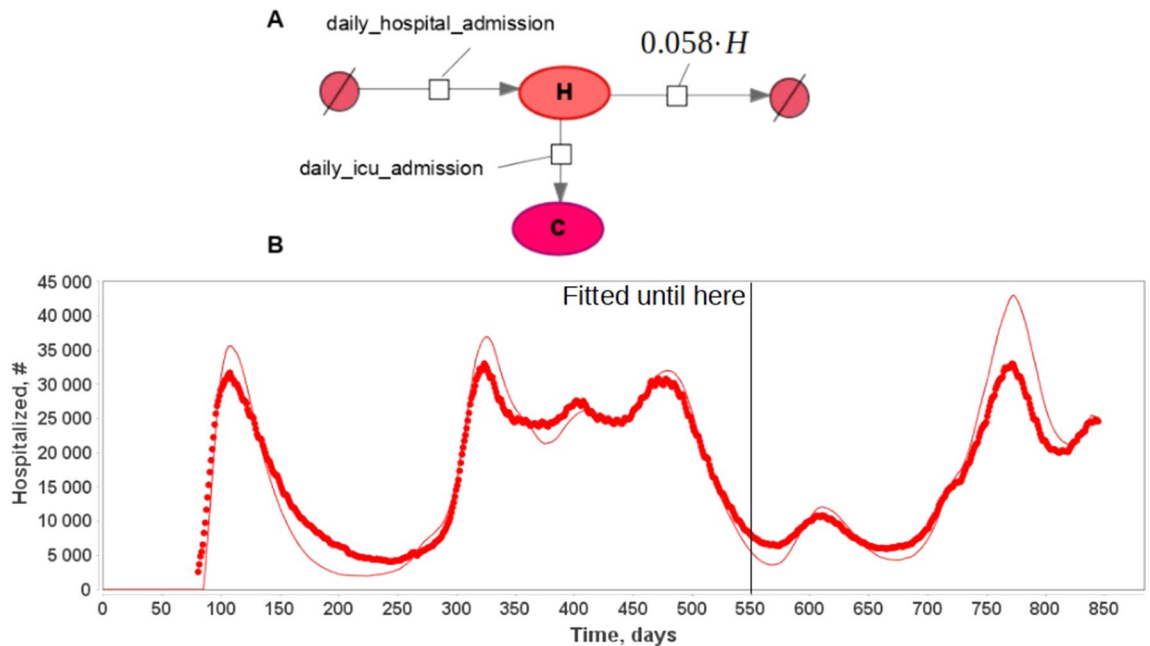 A
daily_hospital_admission
0.058·H
H
daily_icu_admission
C
B
45 000
40 000
35 000
30 000
25 000
20 000
15 000
10 000
5 000
0
Hospitalized, #
Fitted until here
0 50 100 150 200 250 300 350 400 450 500 550 600 650 700 750 800 850
Time, days